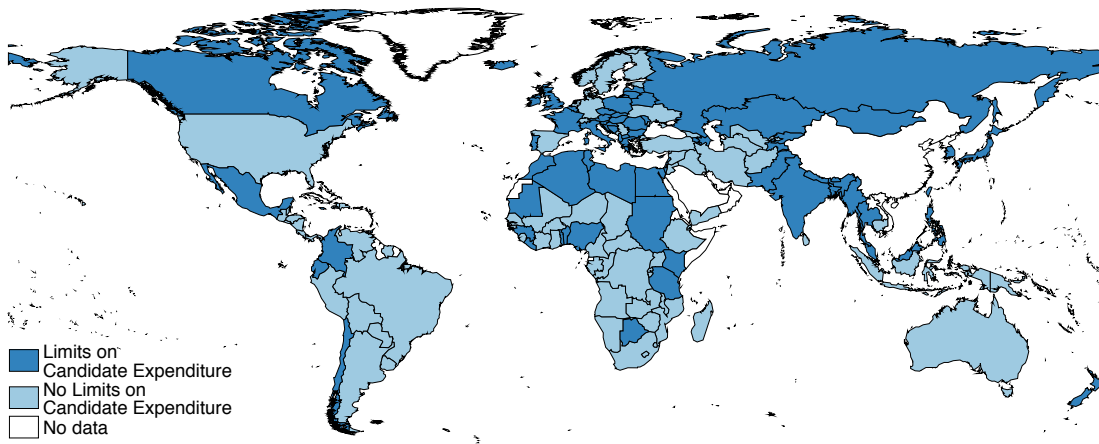 Limits on
Candidate Expenditure
No Limits on
Candidate Expenditure
No data